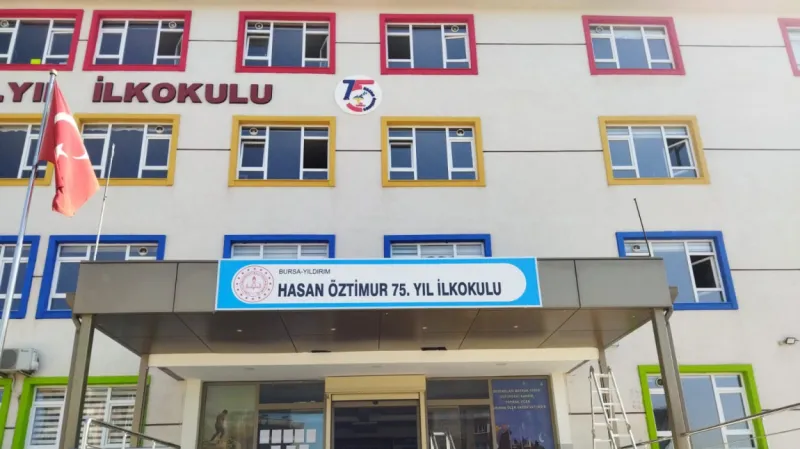 .YIL İLKOKULU
75
BURSA-YILDIRIM
HASAN ÖZTİMUR 75. YIL İLKOKULU